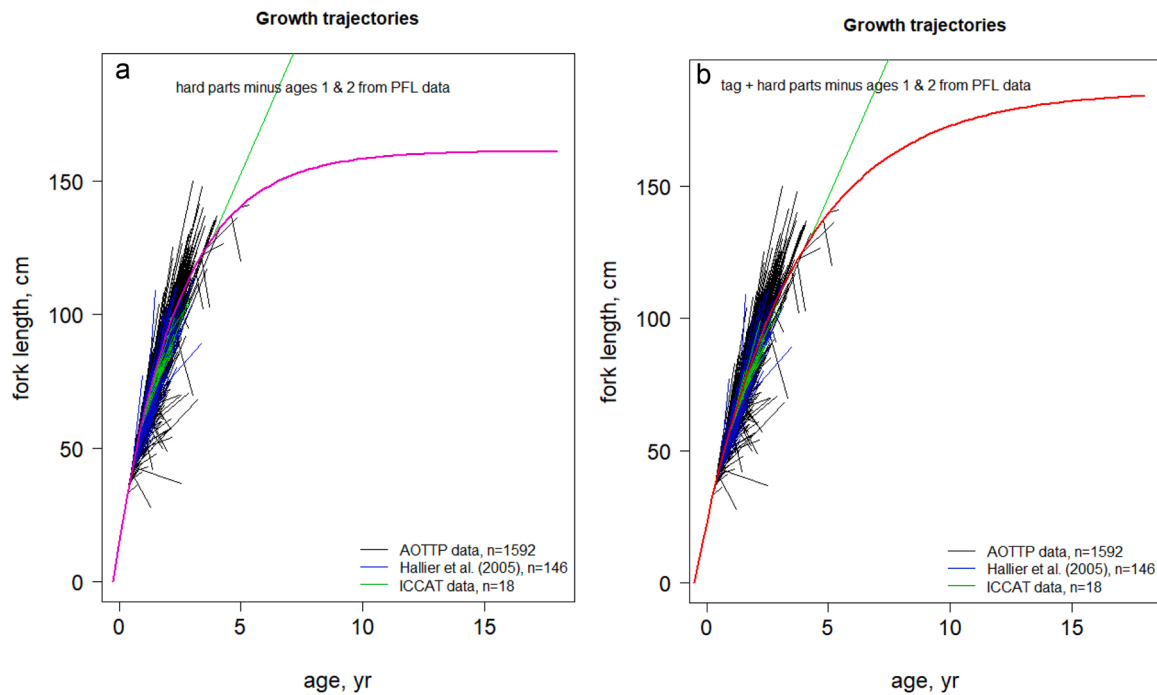 Growth trajectories
a
hard parts minus ages 1 & 2 from PFL data
150
100
50
0
fork length, cm
AOTTP data, n=1592
Hallier et al. (2005), n=146
ICCAT data, n=18
0 5 10 15
age, yr
Growth trajectories
b
tag + hard parts minus ages 1 & 2 from PFL data
150
100
50
0
fork length, cm
AOTTP data, n=1592
Hallier et al. (2005), n=146
ICCAT data, n=18
0 5 10 15
age, yr